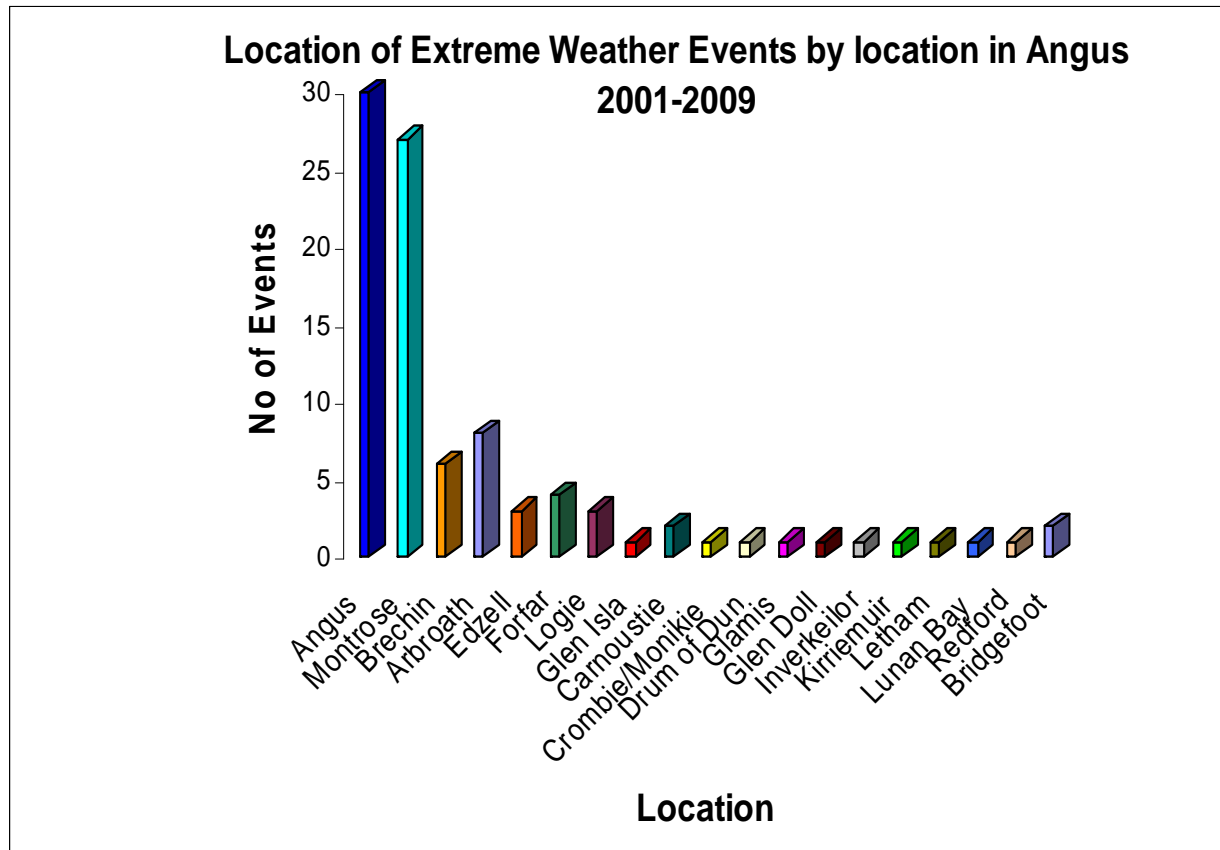 Location of Extreme Weather Events by location in Angus
2001-2009
30
25
20
15
10
5
0
No of Events
Angus
Montrose
Brechin
Arbroath
Edzell
Forfar
Logie
Glen Isla
Carnoustie
Crombie/Monikie
Drum of Dun
Glamis
Glen Doll
Inverkeilor
Kirriemuir
Letham
Lunan Bay
Redford
Bridgefoot
Location